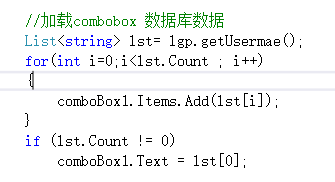 //加载combobox 数据库数据
List<string> lst= lgp.getUsermae();
for(int i=0;i<lst.Count ; i++)
{
comboBox1.Items.Add(lst[i]);
}
if (lst.Count != 0)
comboBox1.Text = lst[0];